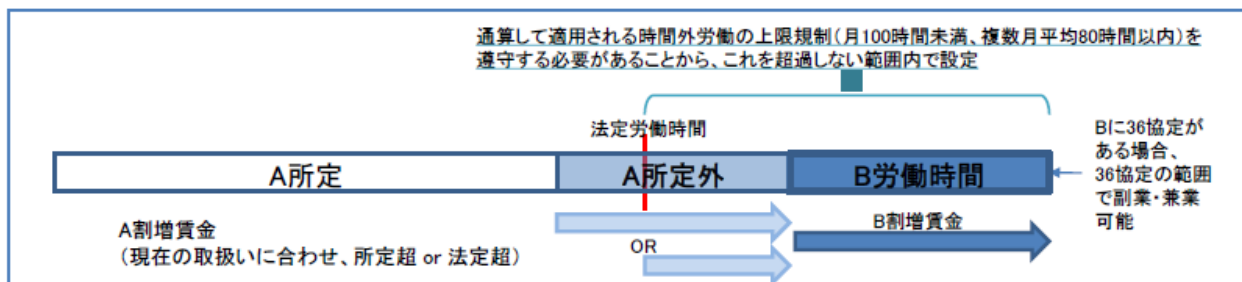 通算して適用される時間外労働の上限規制(月100時間未満、複数月平均80時間以内)を
遵守する必要があることから、これを超過しない範囲内で設定
法定労働時間
A所定
A所定外
B労働時間
Bに36協定が
ある場合、
36協定の範囲
で副業・兼業
可能
A割増賃金
(現在の取扱いに合わせ、所定超 or 法定超)
OR
B割増賃金